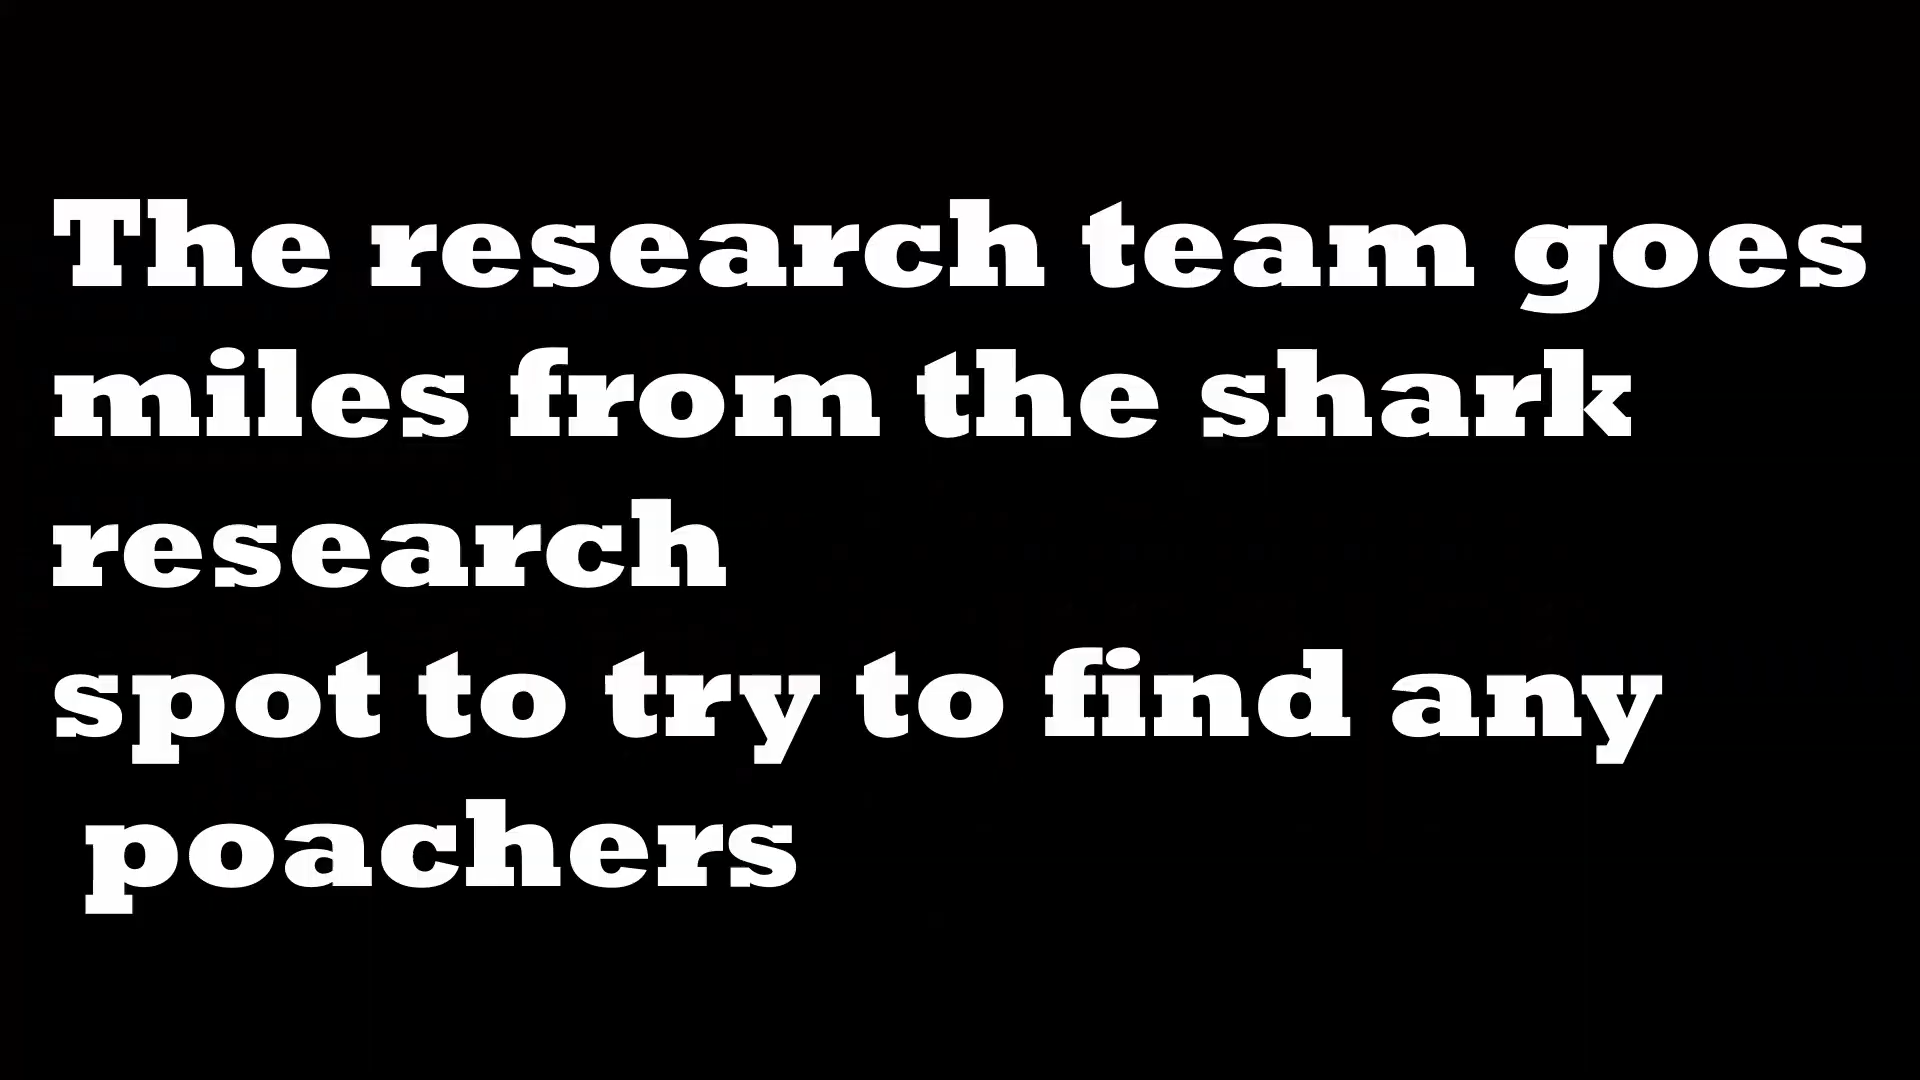 The research team goes
miles from the shark
research
spot to try to find any
poachers